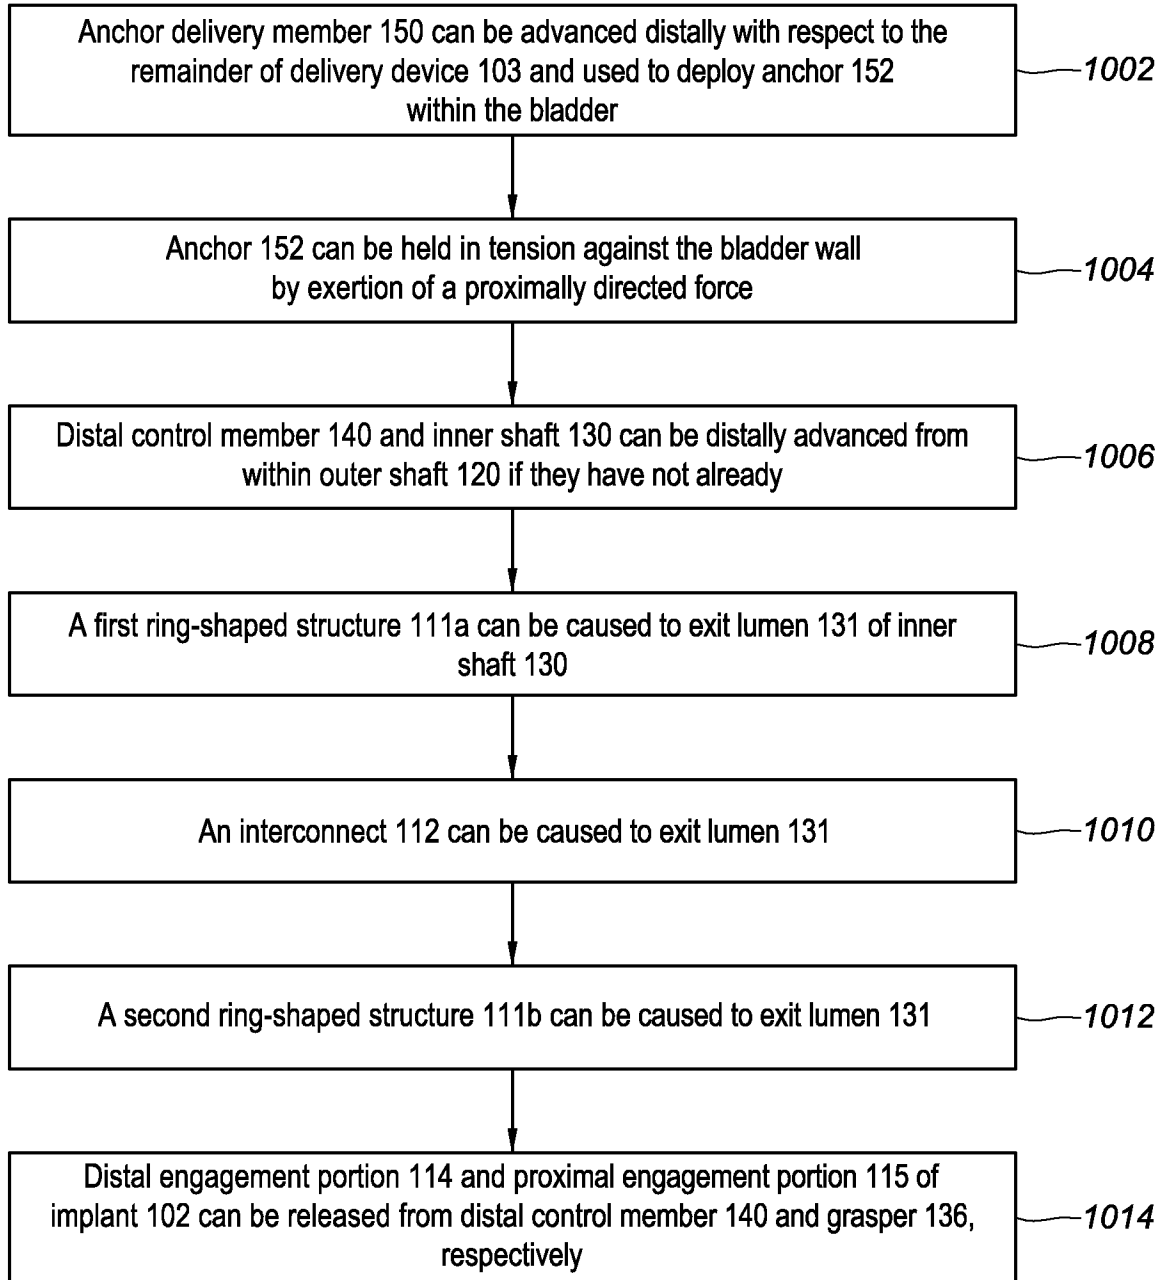 Anchor delivery member 150 can be advanced distally with respect to the
remainder of delivery device 103 and used to deploy anchor 152
within the bladder
1002
Anchor 152 can be held in tension against the bladder wall
by exertion of a proximally directed force
1004
Distal control member 140 and inner shaft 130 can be distally advanced from
within outer shaft 120 if they have not already
1006
A first ring-shaped structure 111a can be caused to exit lumen 131 of inner
shaft 130
1008
An interconnect 112 can be caused to exit lumen 131
1010
A second ring-shaped structure 111b can be caused to exit lumen 131
1012
Distal engagement portion 114 and proximal engagement portion 115 of
implant 102 can be released from distal control member 140 and grasper 136,
respectively
1014